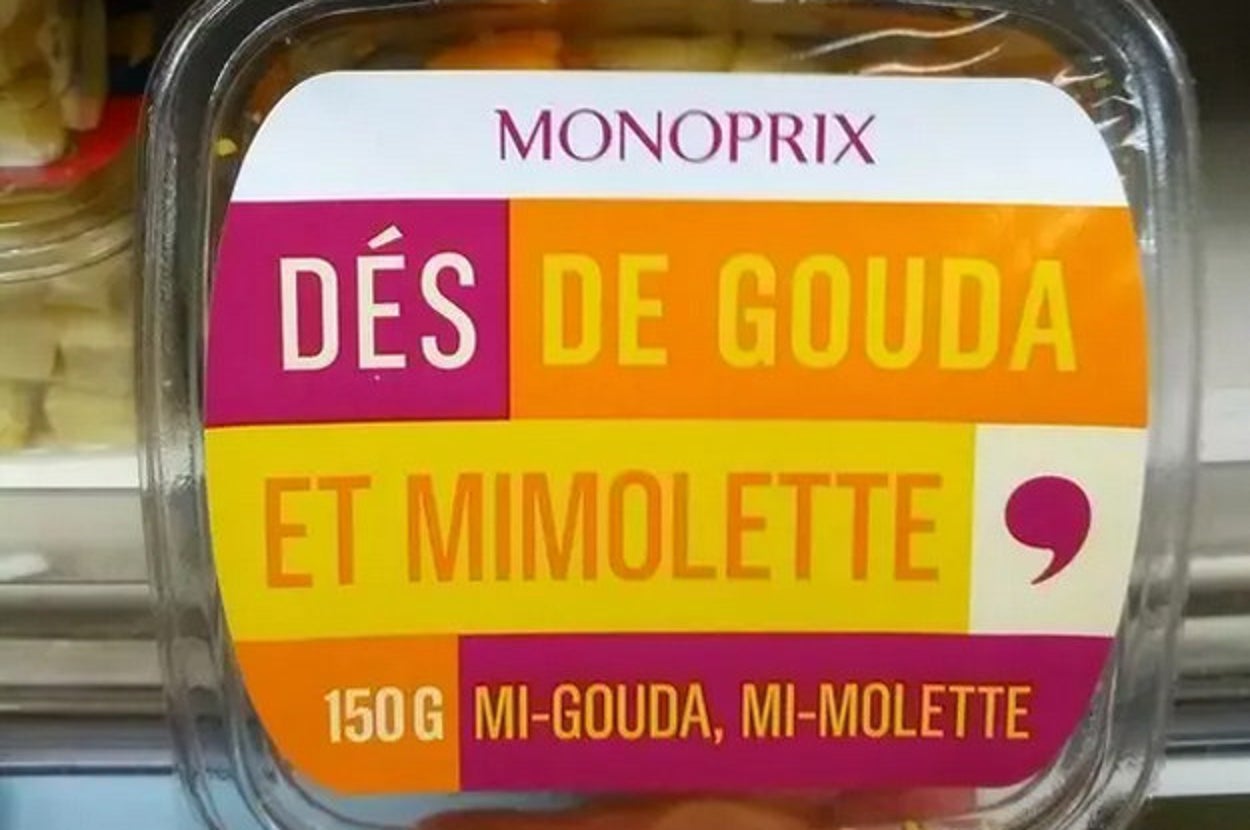 MONOPRIX
DÉS DE GOUDA
ET MIMOLETTE ,
150 G MI-GOUDA, MI-MOLETTE